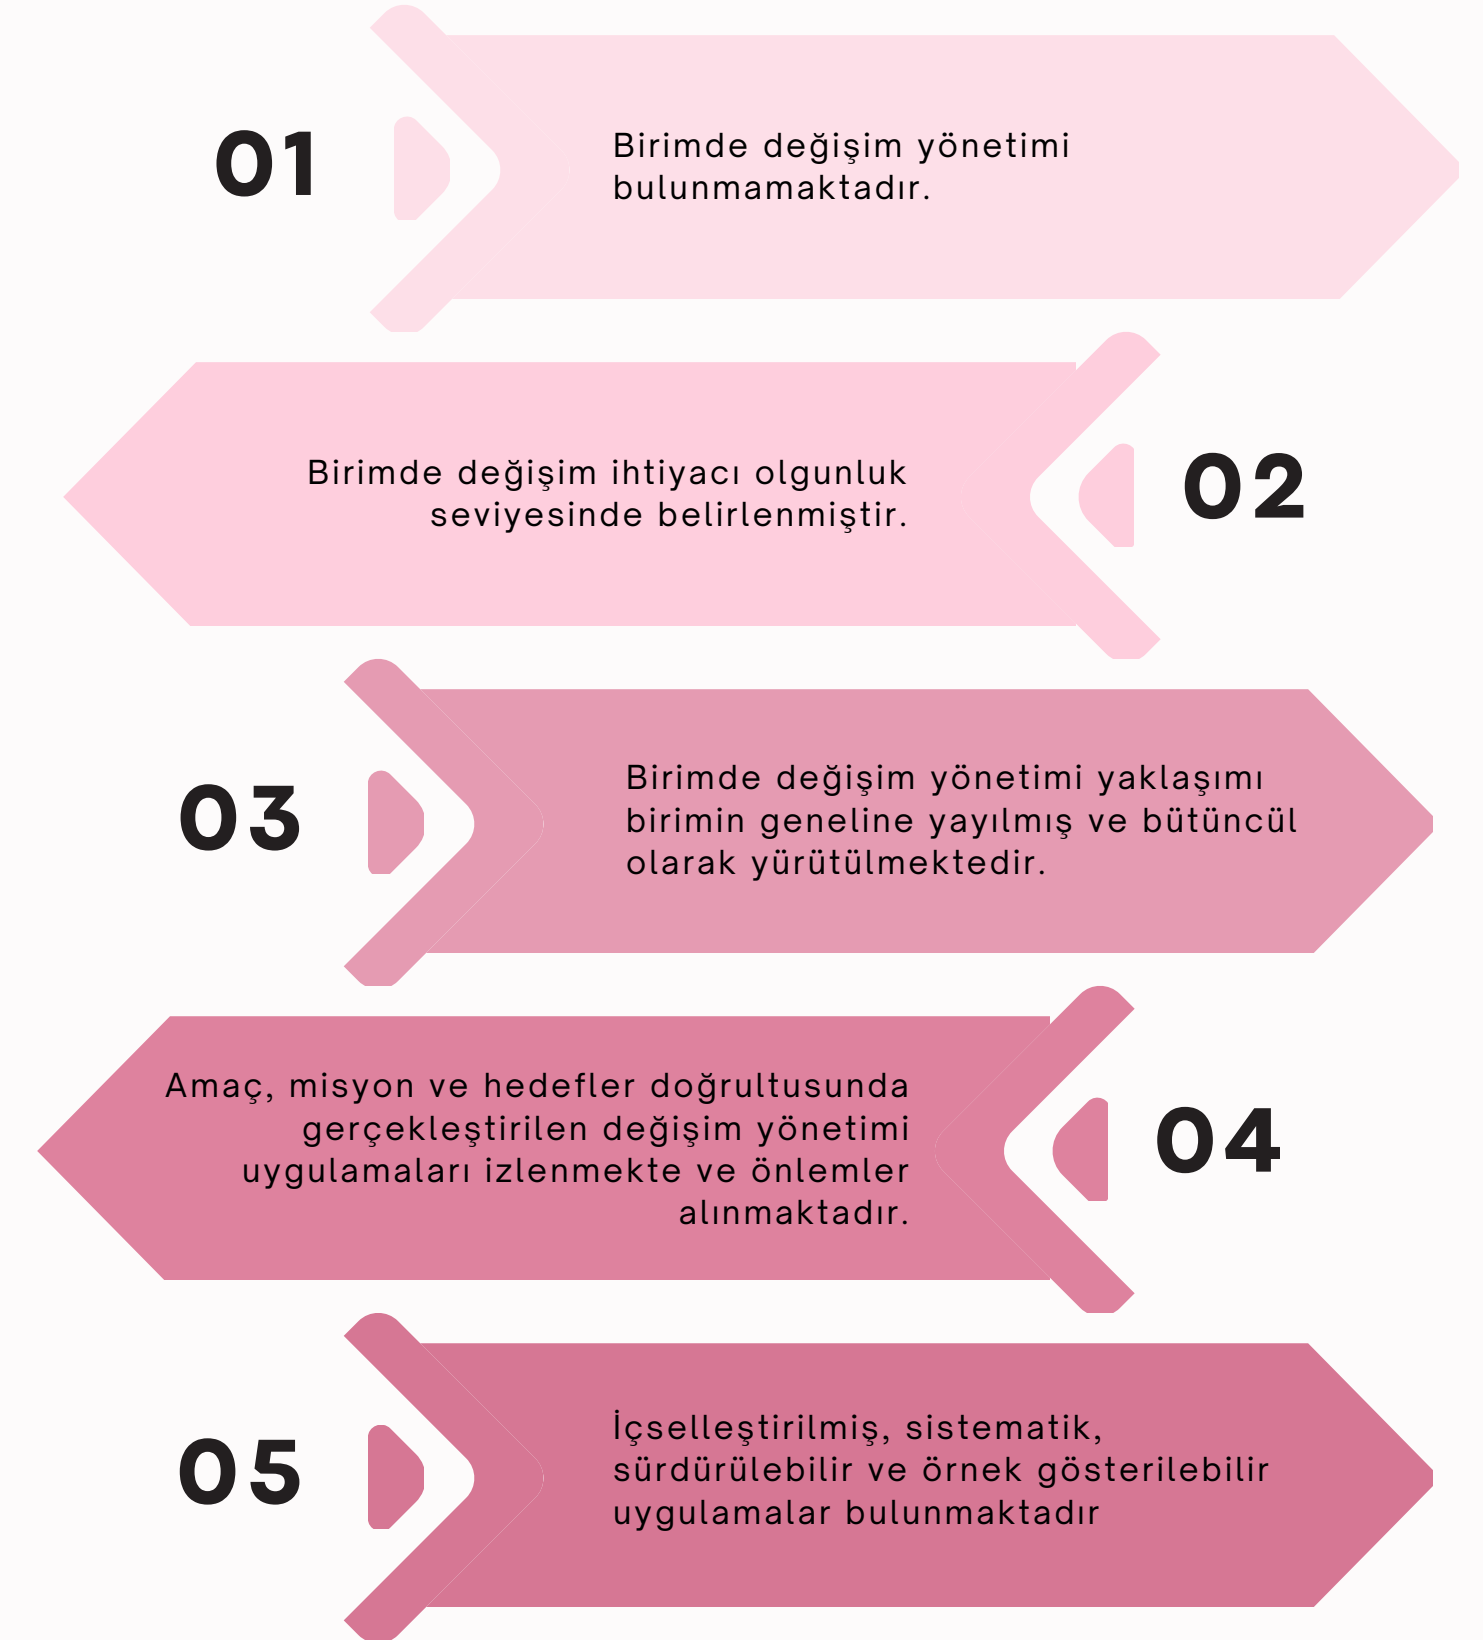 01
Birimde değişim yönetimi
bulunmamaktadır.
Birimde değişim ihtiyacı olgunluk
seviyesinde belirlenmiştir.
02
03
Birimde değişim yönetimi yaklaşımı
birimin geneline yayılmış ve bütüncül
olarak yürütülmektedir.
Amaç, misyon ve hedefler doğrultusunda
gerçekleştirilen değişim yönetimi
uygulamaları izlenmekte ve önlemler
alınmaktadır.
04
05
İçselleştirilmiş, sistematik,
sürdürülebilir ve örnek gösterilebilir
uygulamalar bulunmaktadır